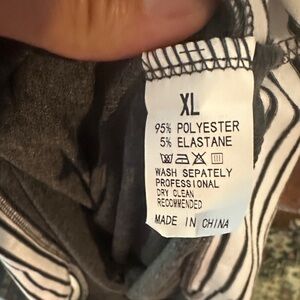 XL
95% POLYESTER
5% ELASTANE
WASH SEPATELY
PROFESSIONAL
DRY CLEAN
RECOMMENDED
MADE IN CHINA